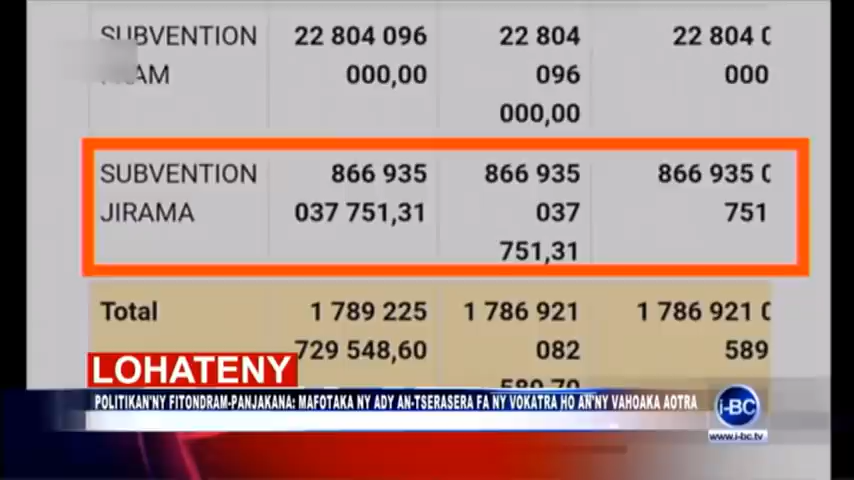 SUBVENTION 22 804 096 22 804 22 804 0
000,00 096 000
000,00
SUBVENTION 866 935 866 935 866 935 0
JIRAMA 037 751,31 037 751
751,31
Total 1 789 225 1 786 921 1 786 921 0
729 548,60 082 589
LOHATENY
POLITIKAN'NY FITONDRAM-PANJAKANA: MAFOTAKA NY ADY AN-TSERASERA FA NY VOKATRA HO AN'NY VAHOAKA AOTRA
i-BC
www.i-bc.tv